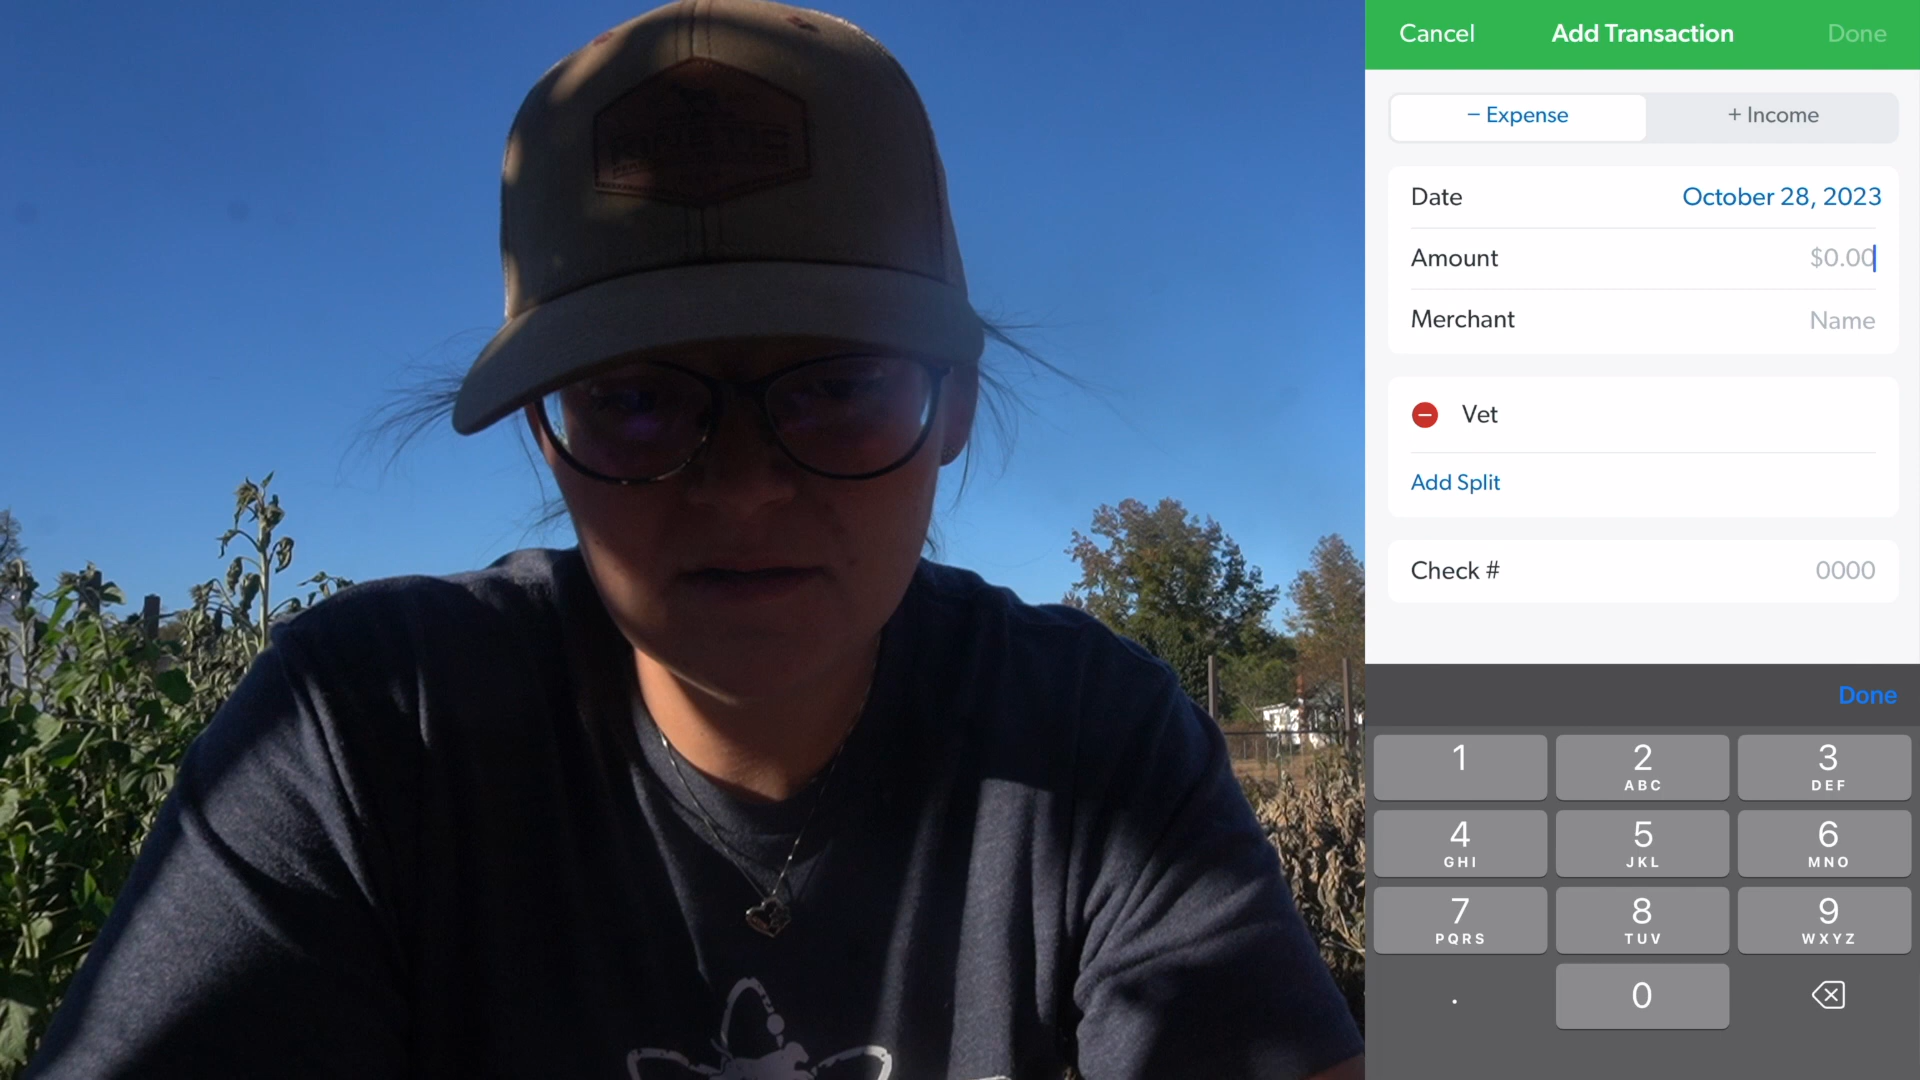 Cancel Add Transaction Done
− Expense + Income
Date October 28, 2023
Amount $0.00
Merchant Name
Vet
Add Split
Check # 0000
Done
1 2 3
ABC DEF
4 5 6
GHI JKL MNO
7 8 9
PQRS TUV WXYZ
. 0